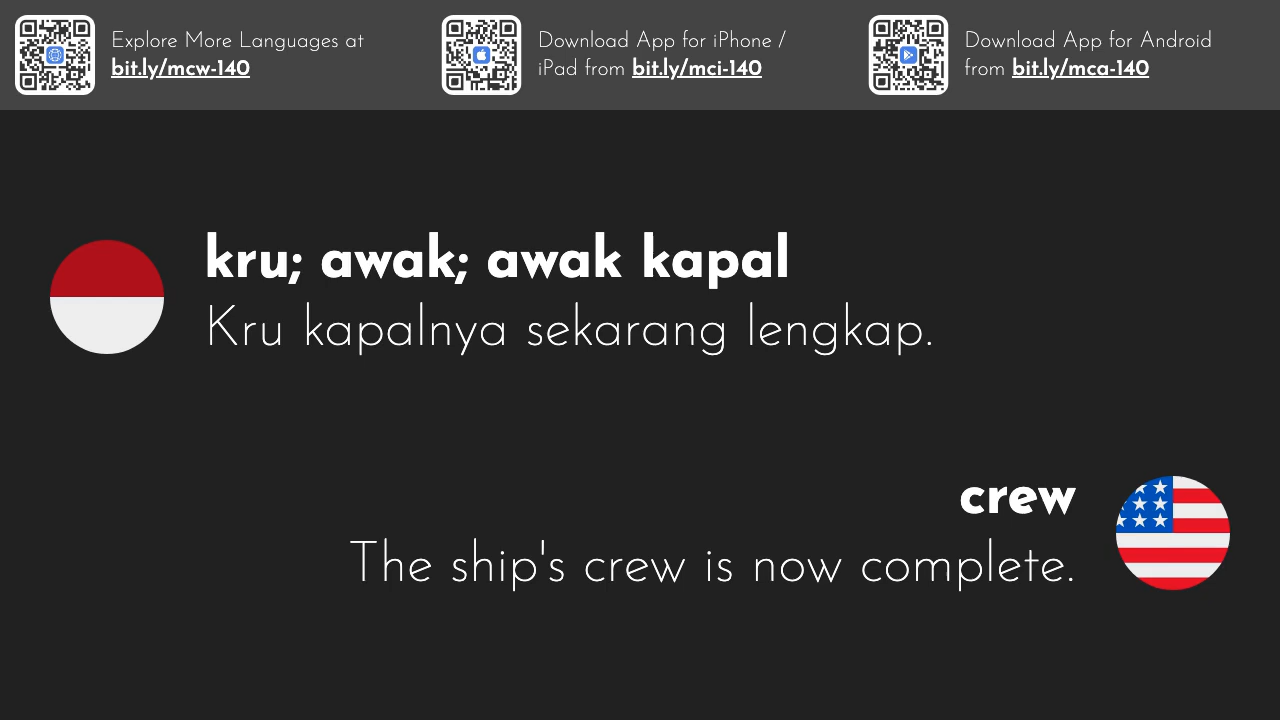 Explore More Languages at
bit.ly/mcw-140
Download App for iPhone /
iPad from bit.ly/mci-140
Download App for Android
from bit.ly/mca-140
kru; awak; awak kapal
Kru kapalnya sekarang lengkap.
crew
The ship's crew is now complete.